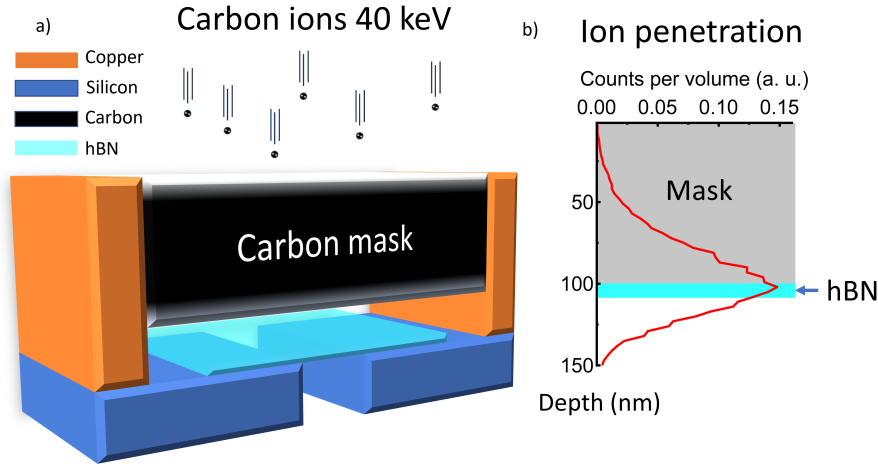 a)
Carbon ions 40 keV
Copper
Silicon
Carbon
hBN
Carbon mask
b)
Ion penetration
Counts per volume (a. u.)
0.00 0.05 0.10 0.15
Mask
50
100
hBN
150
Depth (nm)